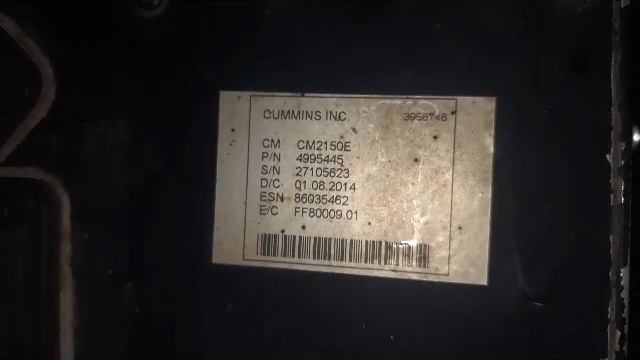 CUMMINS INC. 3958748
CM CM2150E
P/N 4995445
S/N 27105623
D/C 01.08.2014
ESN 86035462
E/C FF80009.01